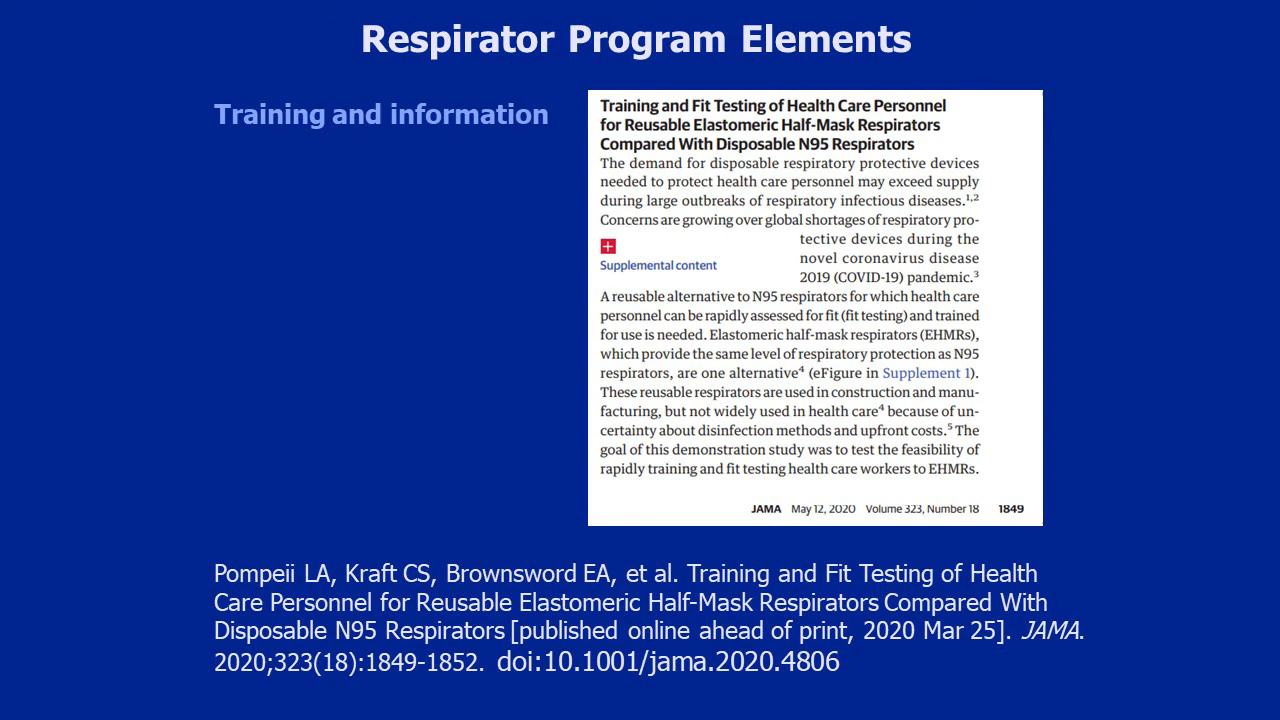 Respirator Program Elements
Training and information
Training and Fit Testing of Health Care Personnel
for Reusable Elastomeric Half-Mask Respirators
Compared With Disposable N95 Respirators
The demand for disposable respiratory protective devices
needed to protect health care personnel may exceed supply
during large outbreaks of respiratory infectious diseases.¹,²
Concerns are growing over global shortages of respiratory pro-
tective devices during the
novel coronavirus disease
2019 (COVID-19) pandemic.³
Supplemental content
A reusable alternative to N95 respirators for which health care
personnel can be rapidly assessed for fit (fit testing) and trained
for use is needed. Elastomeric half-mask respirators (EHMRs),
which provide the same level of respiratory protection as N95
respirators, are one alternative⁴ (eFigure in Supplement 1).
These reusable respirators are used in construction and manu-
facturing, but not widely used in health care⁴ because of un-
certainty about disinfection methods and upfront costs.⁵ The
goal of this demonstration study was to test the feasibility of
rapidly training and fit testing health care workers to EHMRs.
JAMA May 12, 2020 Volume 323, Number 18 1849
Pompeii LA, Kraft CS, Brownsword EA, et al. Training and Fit Testing of Health
Care Personnel for Reusable Elastomeric Half-Mask Respirators Compared With
Disposable N95 Respirators [published online ahead of print, 2020 Mar 25]. JAMA.
2020;323(18):1849-1852. doi:10.1001/jama.2020.4806